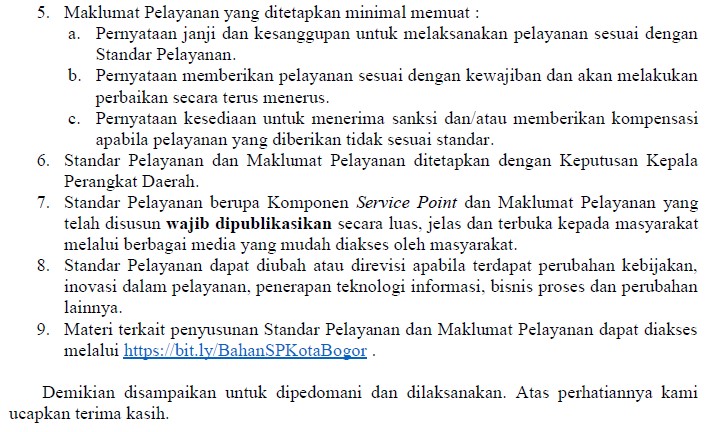 5. Maklumat Pelayanan yang ditetapkan minimal memuat :
a. Pernyataan janji dan kesanggupan untuk melaksanakan pelayanan sesuai dengan
Standar Pelayanan.
b. Pernyataan memberikan pelayanan sesuai dengan kewajiban dan akan melakukan
perbaikan secara terus menerus.
c. Pernyataan kesediaan untuk menerima sanksi dan/atau memberikan kompensasi
apabila pelayanan yang diberikan tidak sesuai standar.
6. Standar Pelayanan dan Maklumat Pelayanan ditetapkan dengan Keputusan Kepala
Perangkat Daerah.
7. Standar Pelayanan berupa Komponen Service Point dan Maklumat Pelayanan yang
telah disusun wajib dipublikasikan secara luas, jelas dan terbuka kepada masyarakat
melalui berbagai media yang mudah diakses oleh masyarakat.
8. Standar Pelayanan dapat diubah atau direvisi apabila terdapat perubahan kebijakan,
inovasi dalam pelayanan, penerapan teknologi informasi, bisnis proses dan perubahan
lainnya.
9. Materi terkait penyusunan Standar Pelayanan dan Maklumat Pelayanan dapat diakses
melalui https://bit.ly/BahanSPKotaBogor .
Demikian disampaikan untuk dipedomani dan dilaksanakan. Atas perhatiannya kami
ucapkan terima kasih.